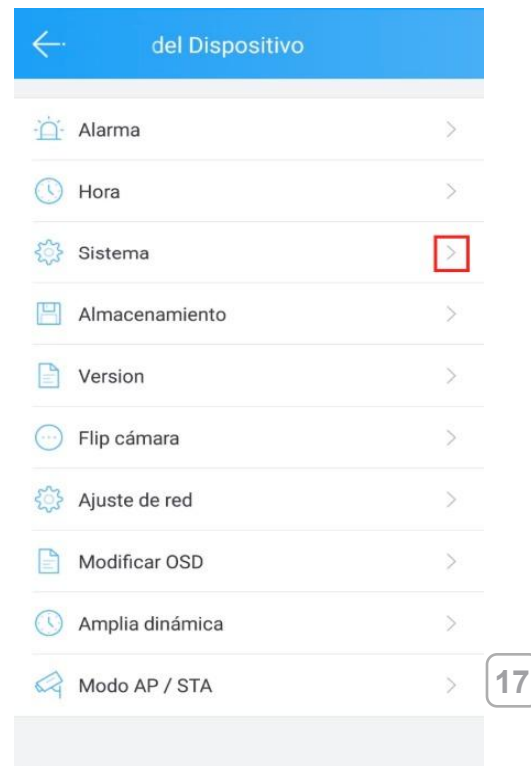 del Dispositivo
Alarma
Hora
Sistema
Almacenamiento
Version
Flip cámara
Ajuste de red
Modificar OSD
Amplia dinámica
Modo AP / STA
17